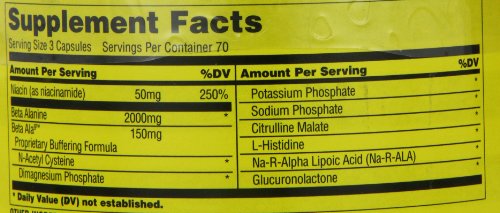 Supplement Facts
Serving Size 3 Capsules Servings Per Container 70
Amount Per Serving %DV
Niacin (as niacinamide) 50mg 250%
Beta Alanine 2000mg *
Beta Ala 150mg
Proprietary Buffering Formula
N-Acetyl Cysteine *
Dimagnesium Phosphate *
* Daily Value (DV) not established.
Amount Per Serving %DV
Potassium Phosphate *
Sodium Phosphate *
Citrulline Malate *
L-Histidine *
Na-R-Alpha Lipoic Acid (Na-R-ALA) *
Glucuronolactone *